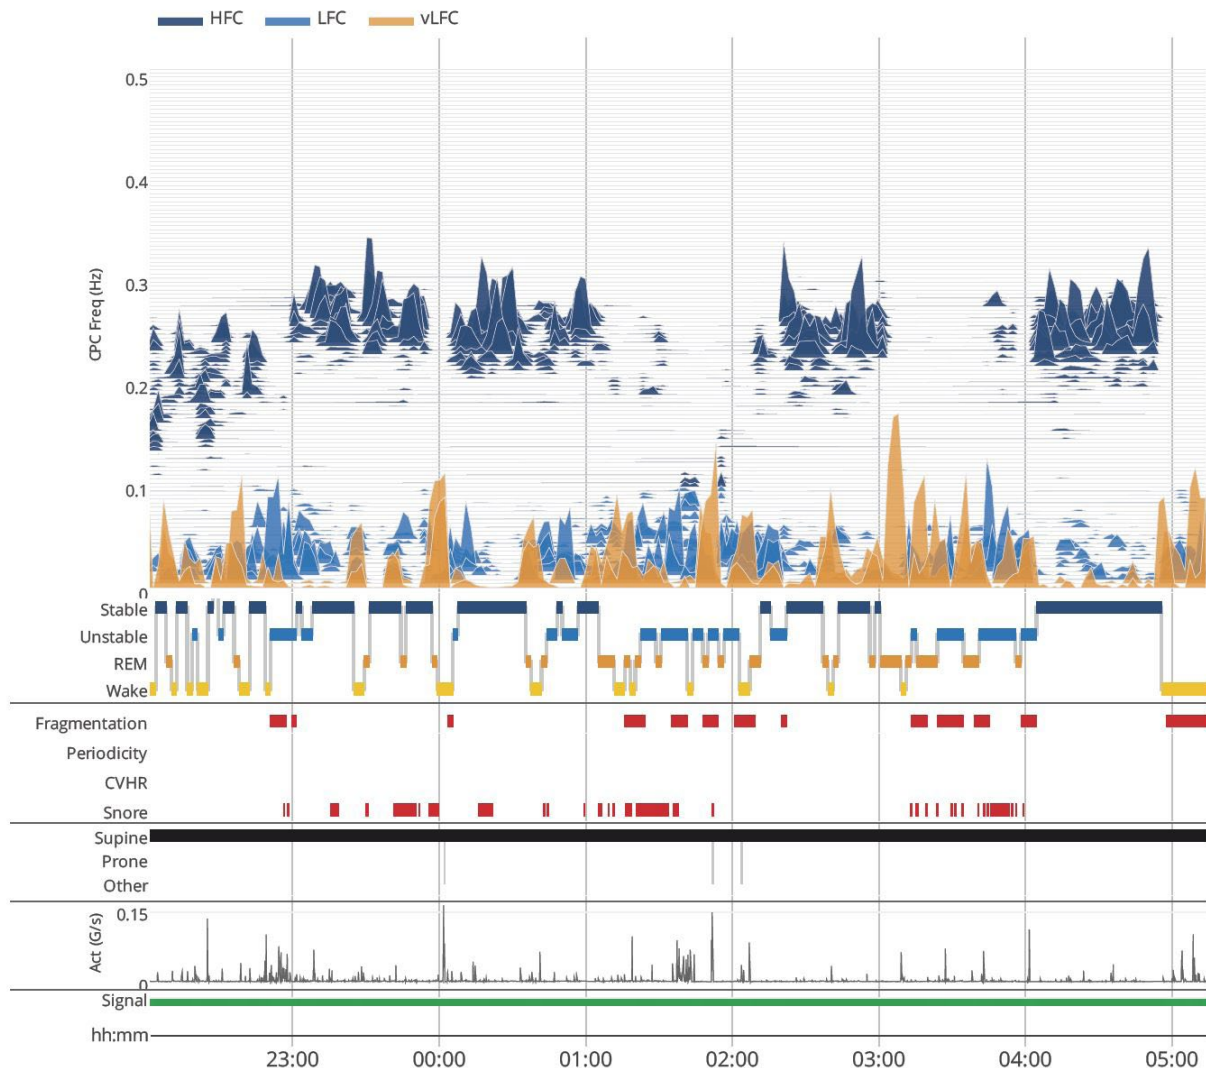 HFC LFC vLFC
0.5
0.4
0.3
CPC Freq (Hz)
0.2
0.1
0
Stable
Unstable
REM
Wake
Fragmentation
Periodicity
CVHR
Snore
Supine
Prone
Other
0.15
Act (G/s)
0
Signal
hh:mm
23:00 00:00 01:00 02:00 03:00 04:00 05:00